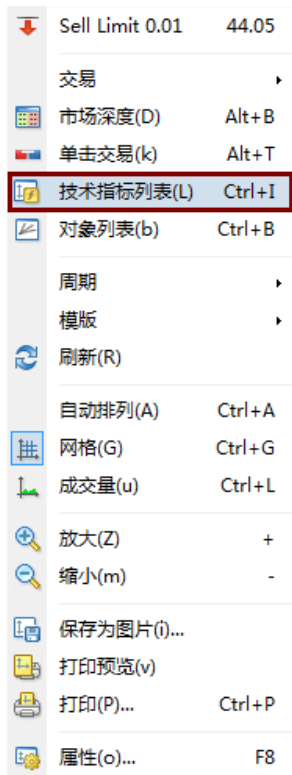 Sell Limit 0.01 44.05
交易
市场深度(D) Alt+B
单击交易(k) Alt+T
技术指标列表(L) Ctrl+I
对象列表(b) Ctrl+B
周期
模版
刷新(R)
自动排列(A) Ctrl+A
网格(G) Ctrl+G
成交量(u) Ctrl+L
放大(Z) +
缩小(m) -
保存为图片(i)...
打印预览(v)
打印(P)... Ctrl+P
属性(o)... F8